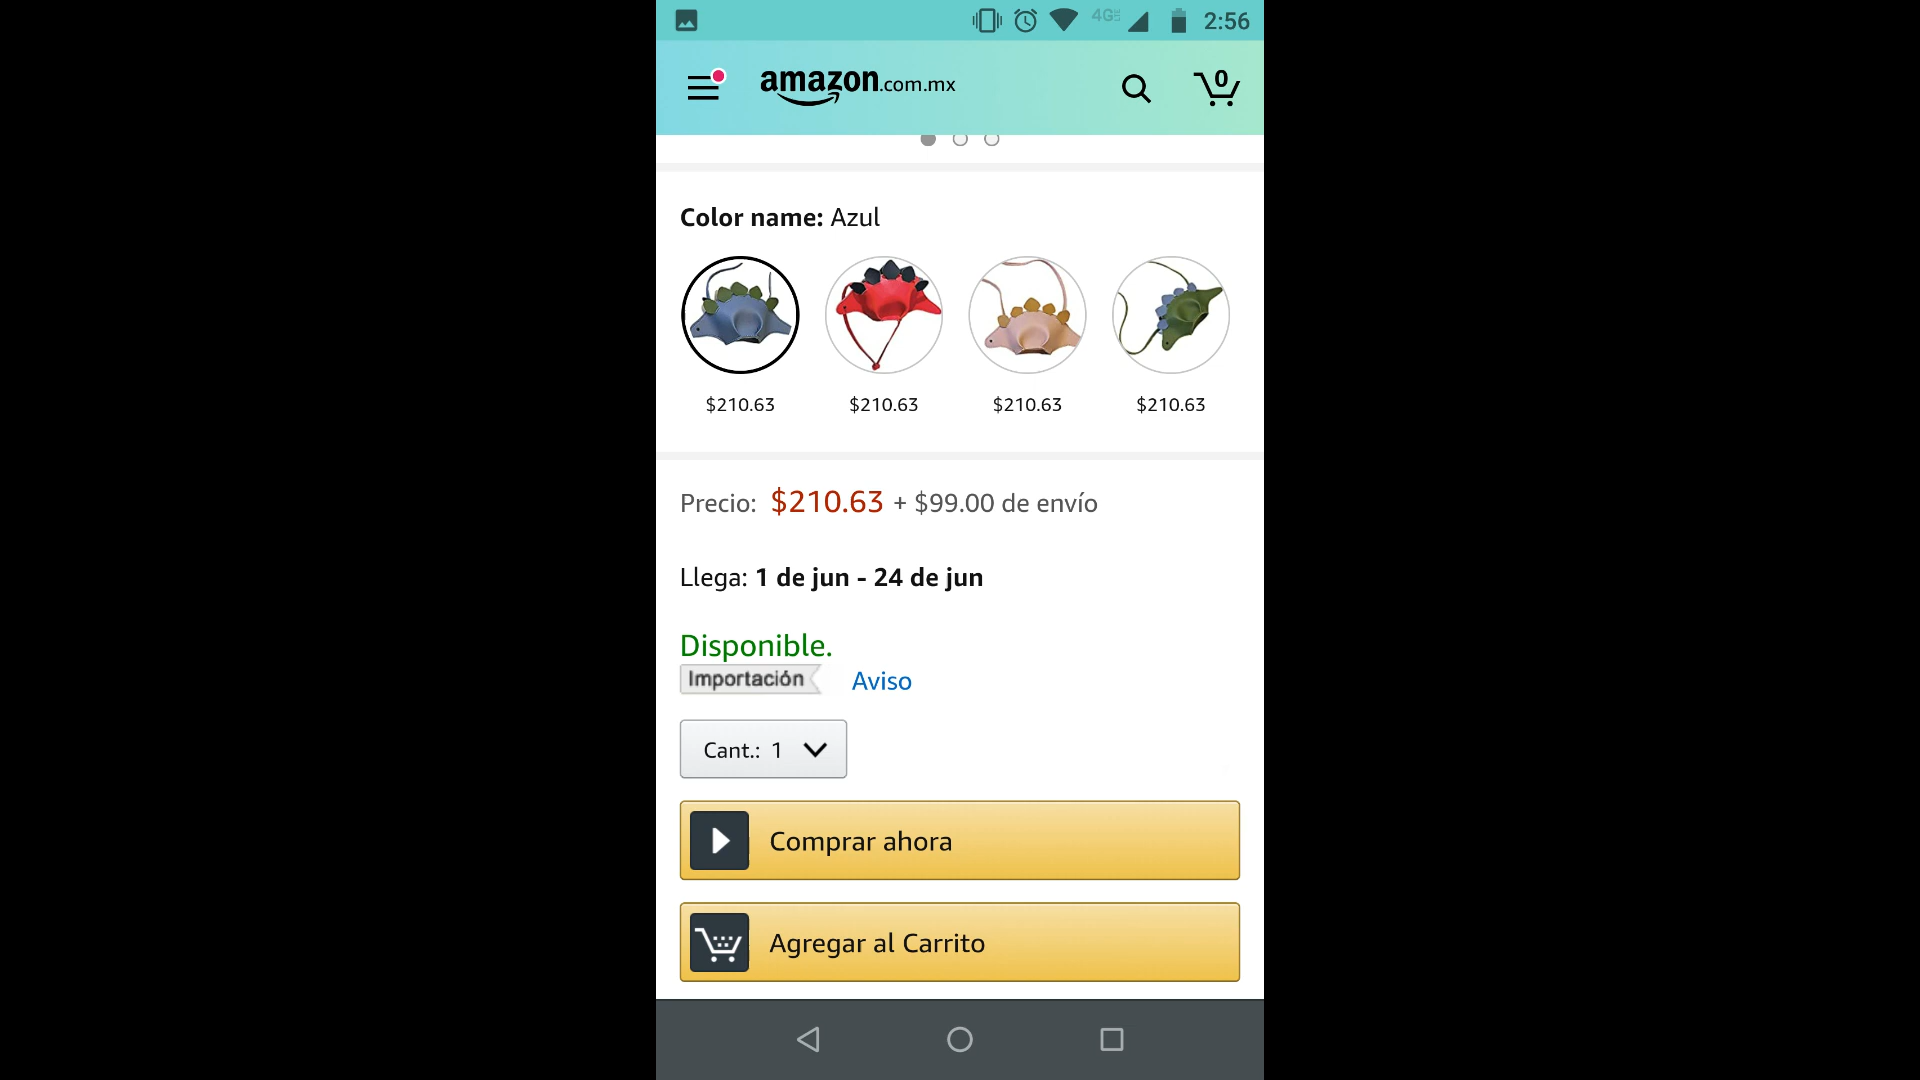 4G 2:56
amazon.com.mx 0
Color name: Azul
$210.63 $210.63 $210.63 $210.63
Precio: $210.63 + $99.00 de envío
Llega: 1 de jun - 24 de jun
Disponible.
Importación Aviso
Cant.: 1
Comprar ahora
Agregar al Carrito